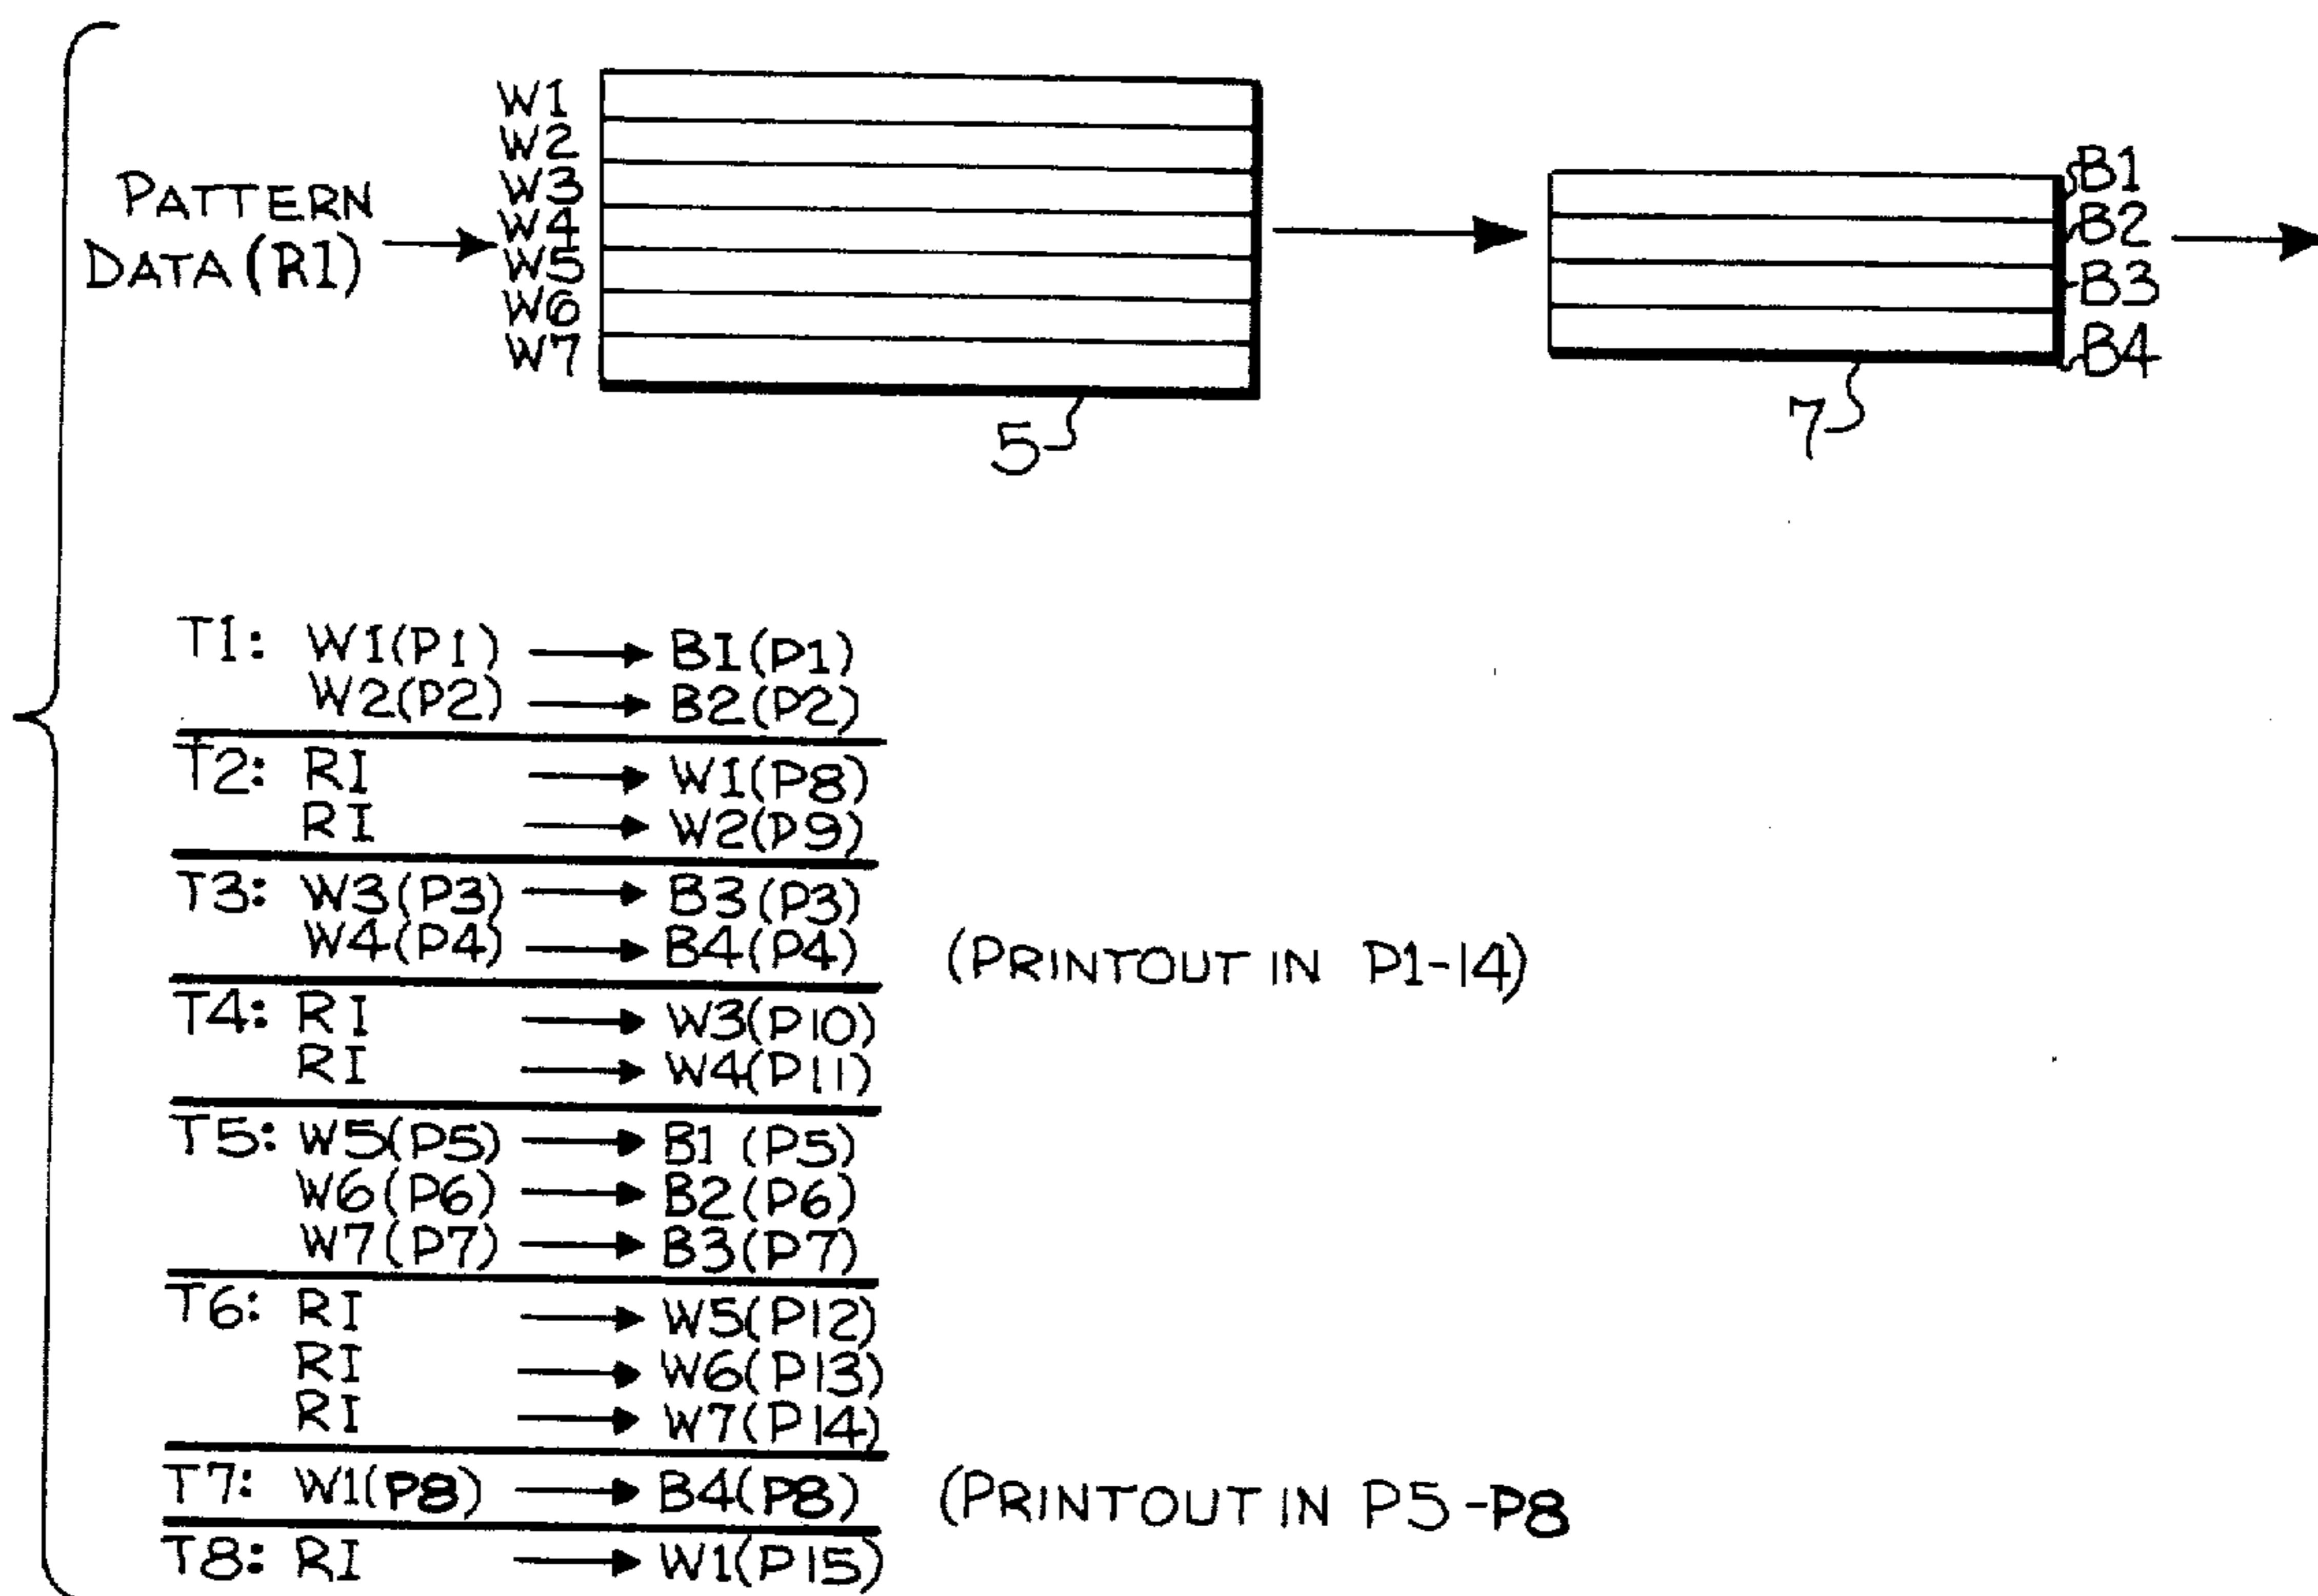 PATTERN
DATA(RI)
W1
W2
W3
W4
W5
W6
W7
5
B1
B2
B3
B4
7
T1: W1(P1) → B1(P1)
W2(P2) → B2(P2)
T2: RI → W1(P8)
RI → W2(P9)
T3: W3(P3) → B3(P3)
W4(P4) → B4(P4) (PRINTOUT IN P1-14)
T4: RI → W3(P10)
RI → W4(P11)
T5: W5(P5) → B1(P5)
W6(P6) → B2(P6)
W7(P7) → B3(P7)
T6: RI → W5(P12)
RI → W6(P13)
RI → W7(P14)
T7: W1(P8) → B4(P8) (PRINTOUT IN P5-P8
T8: RI → W1(P15)